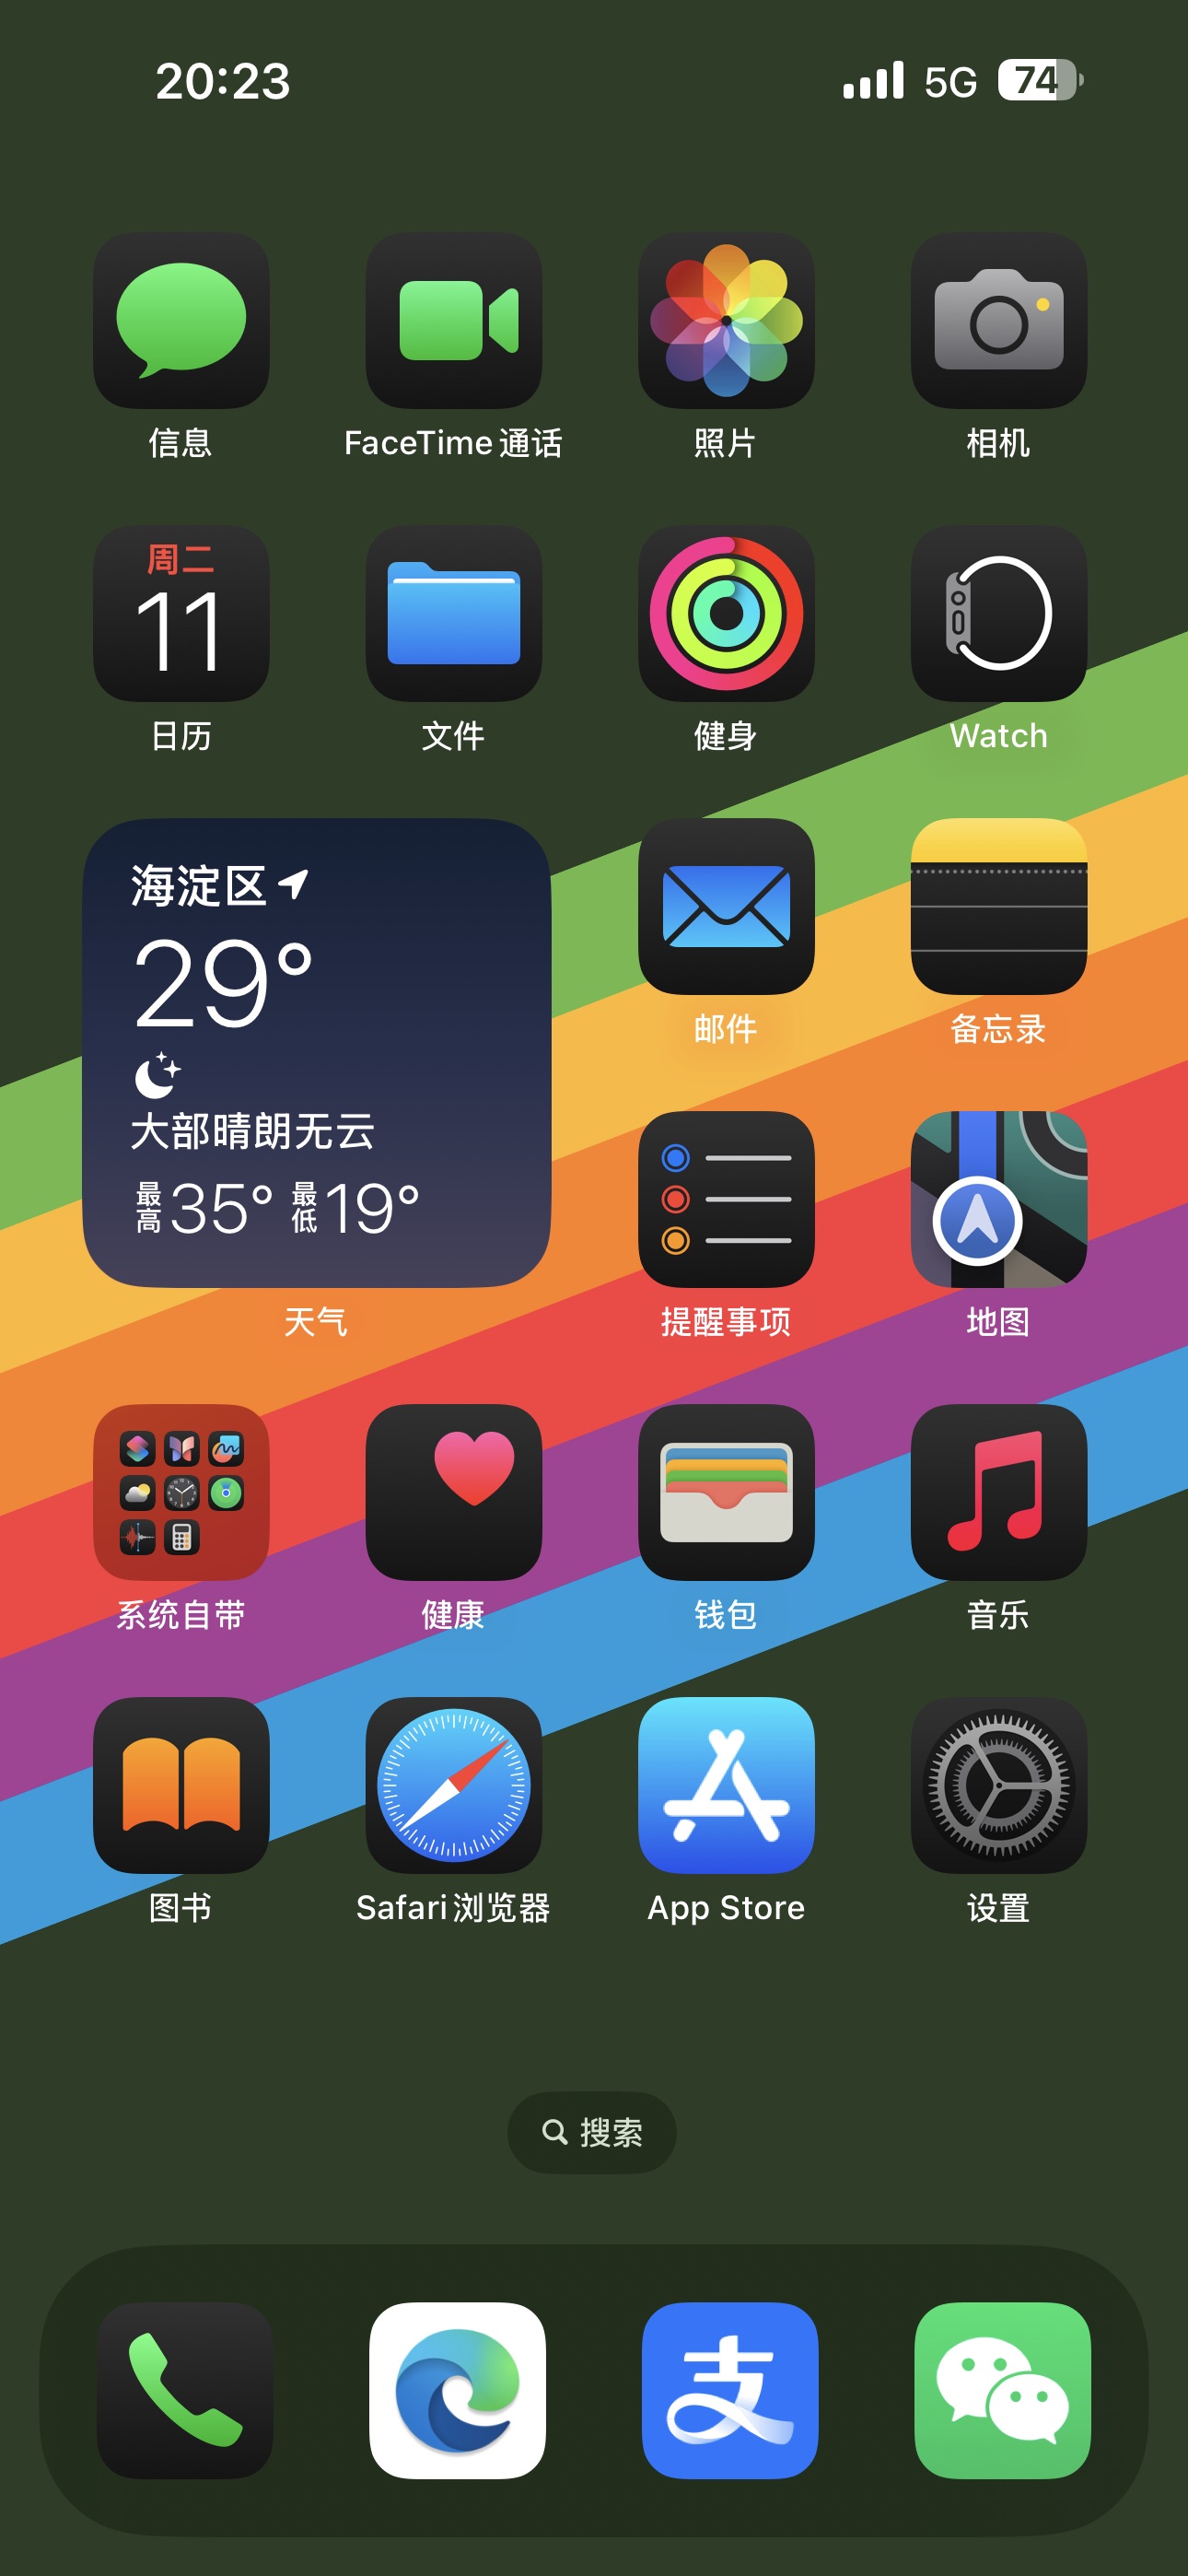 20:23
5G 74
信息
FaceTime 通话
照片
相机
周二
11
日历
文件
健身
Watch
海淀区
29°
大部晴朗无云
最高35° 最低19°
天气
邮件
备忘录
提醒事项
地图
系统自带
健康
钱包
音乐
图书
Safari 浏览器
App Store
设置
搜索
支